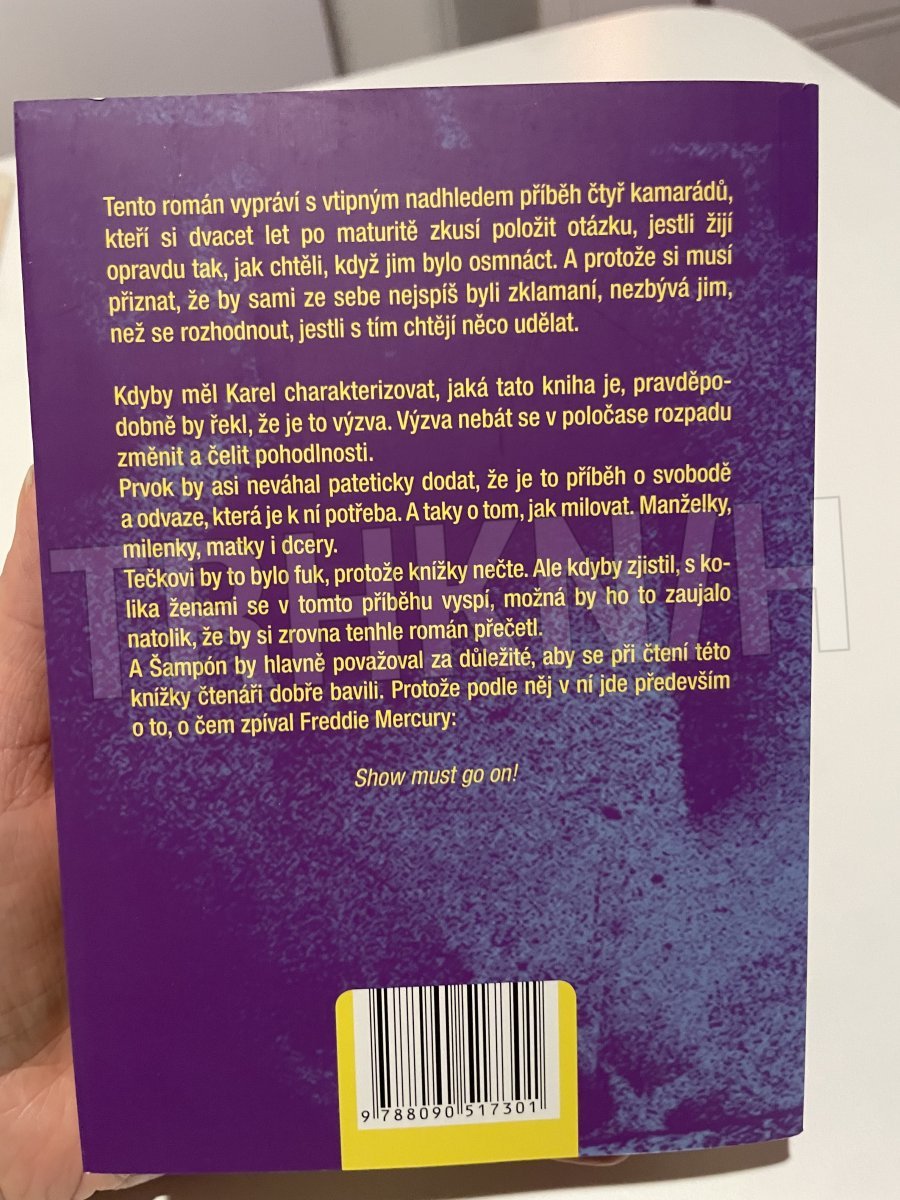 Tento román vypráví s vtipným nadhledem příběh čtyř kamarádů,
kteří si dvacet let po maturitě zkusí položit otázku, jestli žijí
opravdu tak, jak chtěli, když jim bylo osmnáct. A protože si musí
přiznat, že by sami ze sebe nejspíš byli zklamaní, nezbývá jim,
než se rozhodnout, jestli s tím chtějí něco udělat.
Kdyby měl Karel charakterizovat, jaká tato kniha je, pravděpo-
dobně by řekl, že je to výzva. Výzva nebát se v poločase rozpadu
změnit a čelit pohodlnosti.
Prvok by asi neváhal pateticky dodat, že je to příběh o svobodě
a odvaze, která je k ní potřeba. A taky o tom, jak milovat. Manželky,
milenky, matky i dcery.
Tečkovi by to bylo fuk, protože knížky nečte. Ale kdyby zjistil, s ko-
lika ženami se v tomto příběhu vyspí, možná by ho to zaujalo
natolik, že by si zrovna tenhle román přečetl.
A Šampón by hlavně považoval za důležité, aby se při čtení této
knížky čtenáři dobře bavili. Protože podle něj v ní jde především
o to, o čem zpíval Freddie Mercury:
Show must go on!
9 788090 517301
TRHKNIH